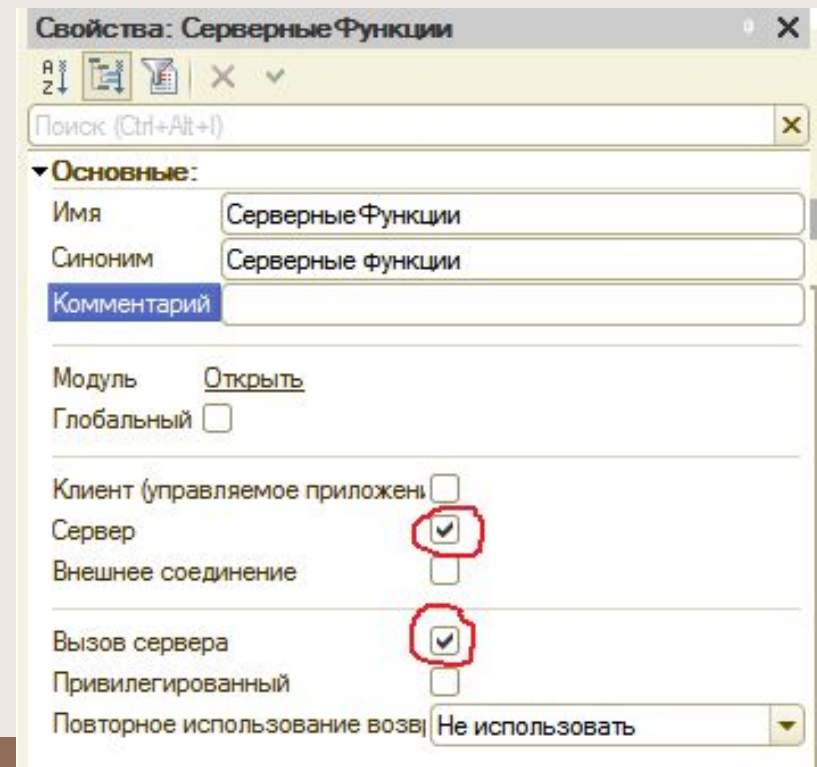 Свойства: СерверныеФункции
Поиск (Ctrl+Alt+I)
Основные:
Имя СерверныеФункции
Синоним Серверные функции
Комментарий
Модуль Открыть
Глобальный
Клиент (управляемое приложени
Сервер
Внешнее соединение
Вызов сервера
Привилегированный
Повторное использование возвр Не использовать